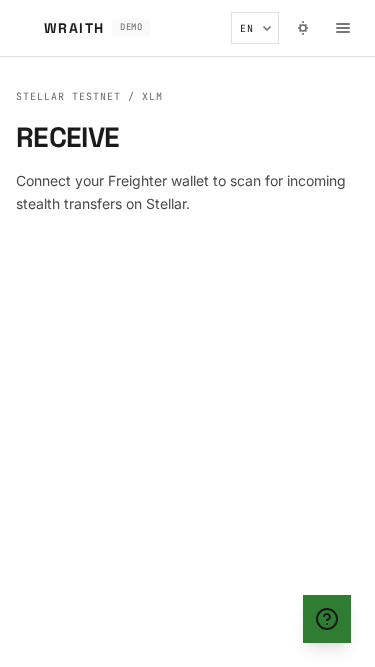 WRAITH DEMO EN
STELLAR TESTNET / XLM
RECEIVE
Connect your Freighter wallet to scan for incoming
stealth transfers on Stellar.